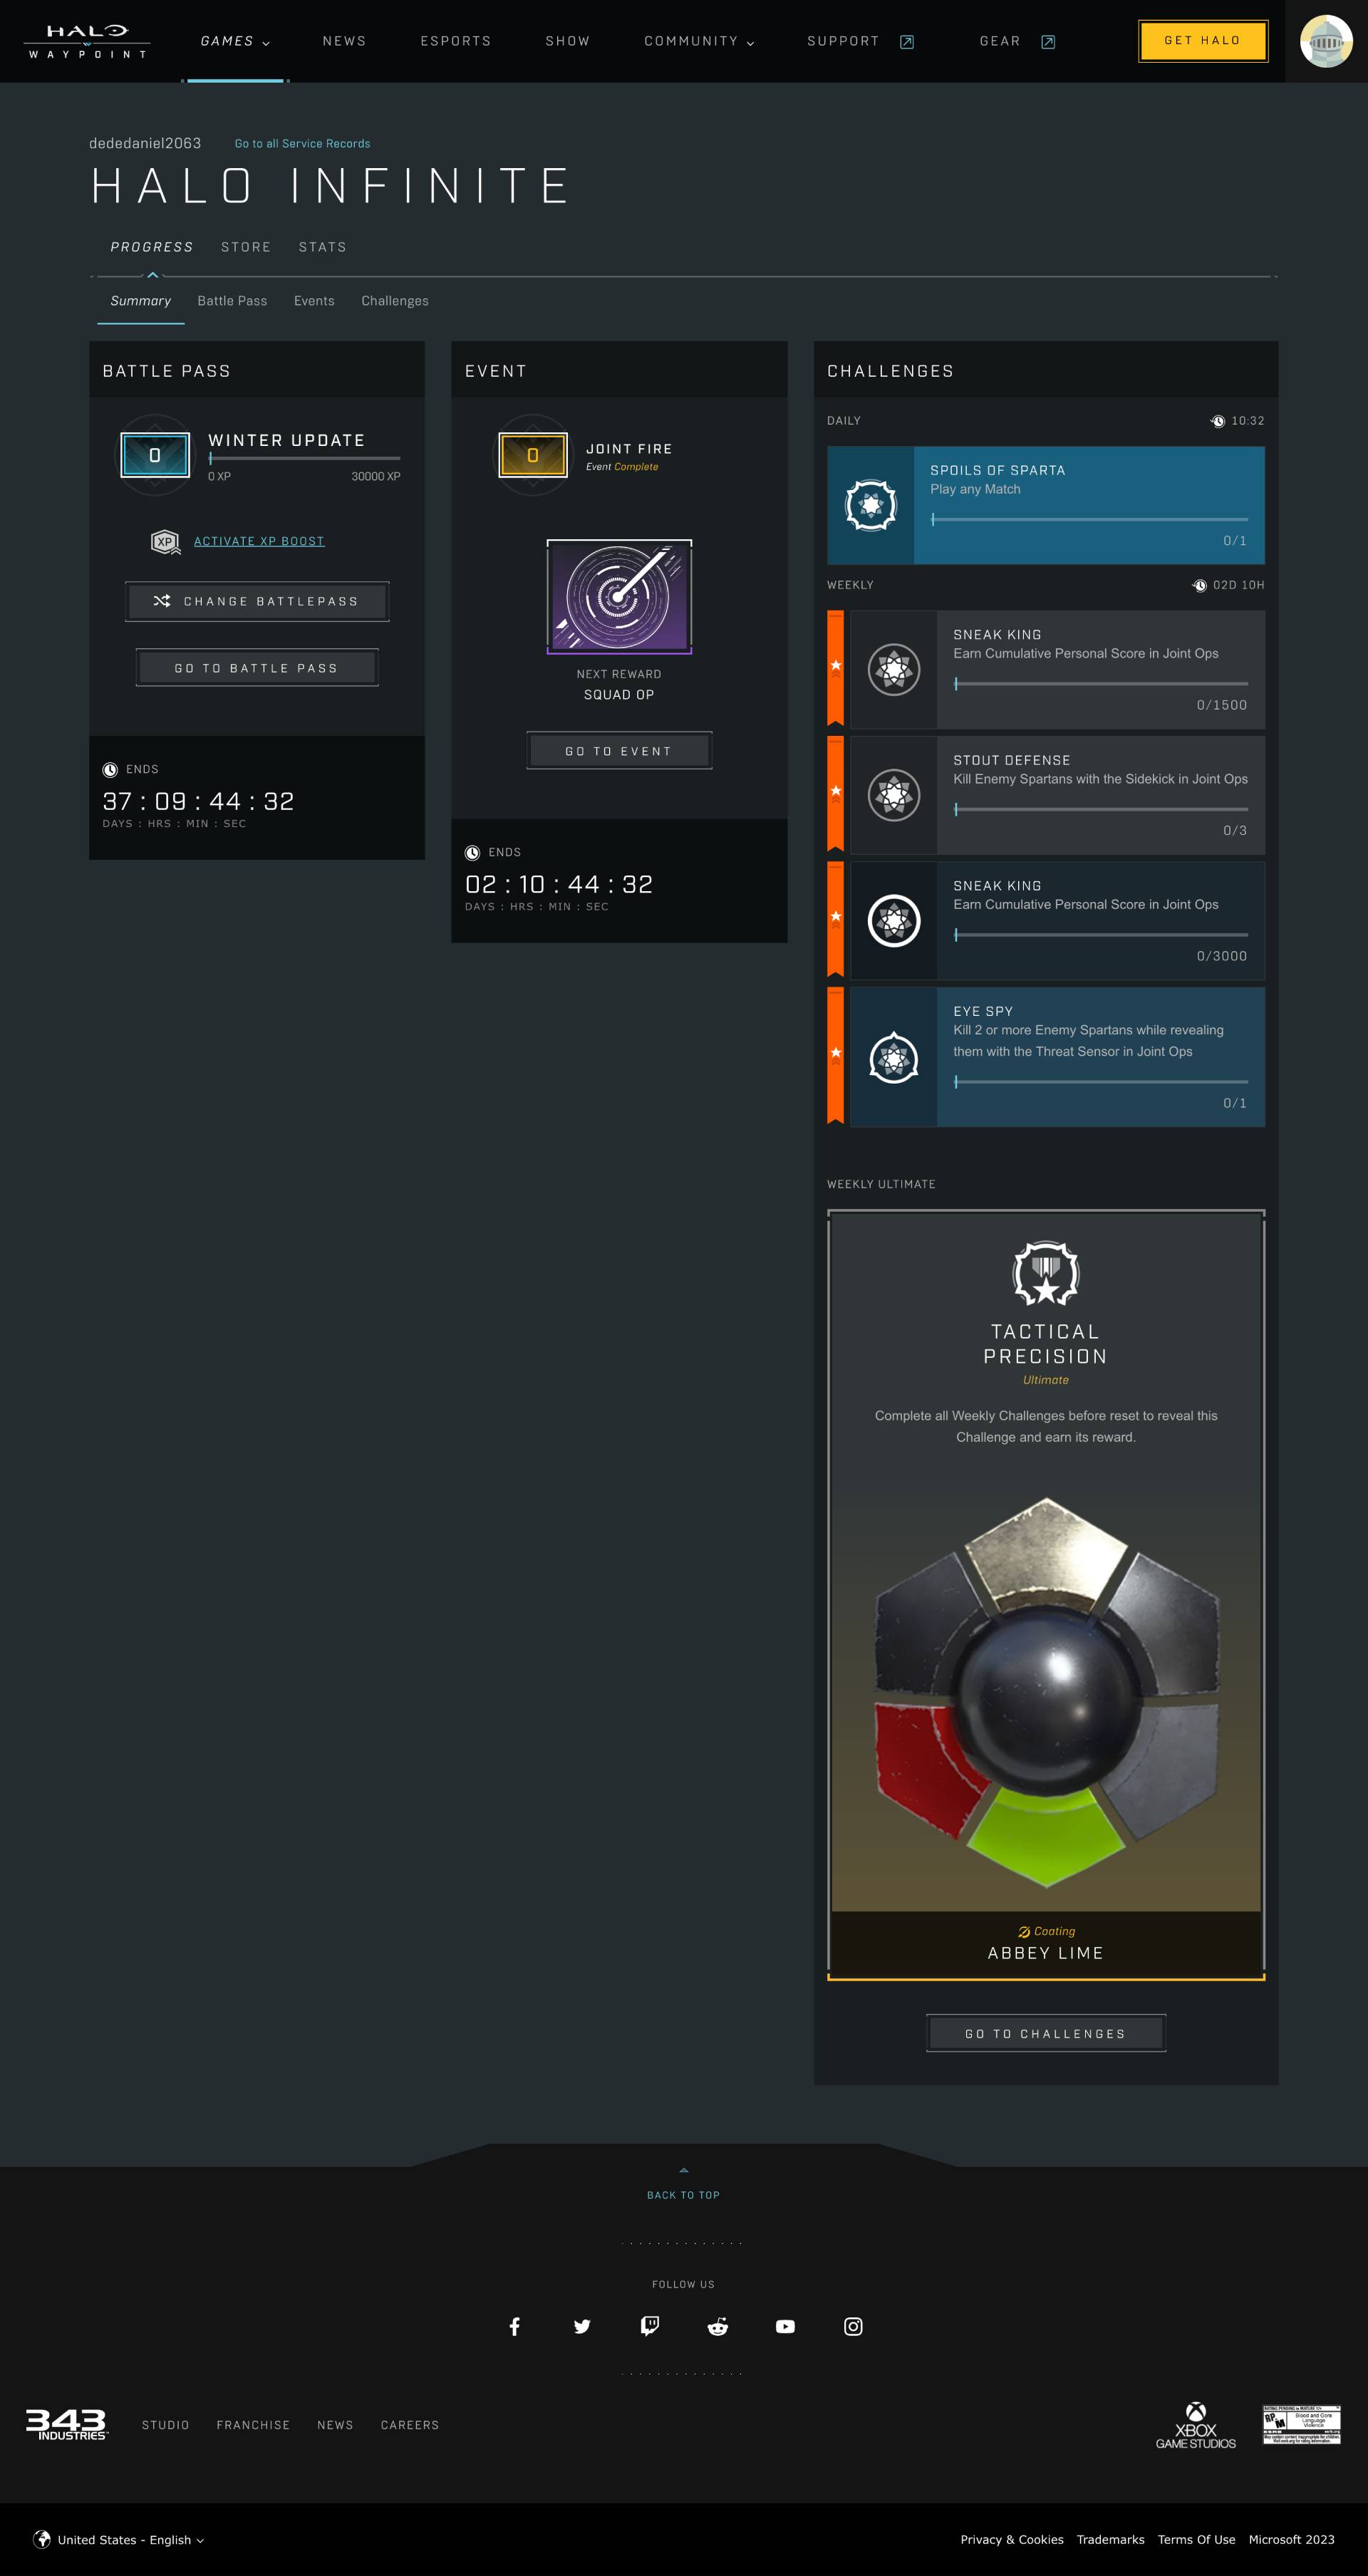 HALO
WAYPOINT
GAMES
NEWS
ESPORTS
SHOW
COMMUNITY
SUPPORT
GEAR
GET HALO
dededaniel2063
Go to all Service Records
HALO INFINITE
PROGRESS
STORE
STATS
Summary
Battle Pass
Events
Challenges
BATTLE PASS
0
WINTER UPDATE
0 XP
30000 XP
XP
ACTIVATE XP BOOST
CHANGE BATTLEPASS
GO TO BATTLE PASS
ENDS
37 : 09 : 44 : 32
DAYS : HRS : MIN : SEC
EVENT
0
JOINT FIRE
Event Complete
NEXT REWARD
SQUAD OP
GO TO EVENT
ENDS
02 : 10 : 44 : 32
DAYS : HRS : MIN : SEC
CHALLENGES
DAILY
10:32
SPOILS OF SPARTA
Play any Match
0/1
WEEKLY
02D 10H
SNEAK KING
Earn Cumulative Personal Score in Joint Ops
0/1500
STOUT DEFENSE
Kill Enemy Spartans with the Sidekick in Joint Ops
0/3
SNEAK KING
Earn Cumulative Personal Score in Joint Ops
0/3000
EYE SPY
Kill 2 or more Enemy Spartans while revealing
them with the Threat Sensor in Joint Ops
0/1
WEEKLY ULTIMATE
TACTICAL
PRECISION
Ultimate
Complete all Weekly Challenges before reset to reveal this
Challenge and earn its reward.
Coating
ABBEY LIME
GO TO CHALLENGES
BACK TO TOP
FOLLOW US
343
INDUSTRIES
STUDIO
FRANCHISE
NEWS
CAREERS
XBOX
GAME STUDIOS
RP
M
Blood and Gore
Language
Violence
United States - English
Privacy & Cookies
Trademarks
Terms Of Use
Microsoft 2023